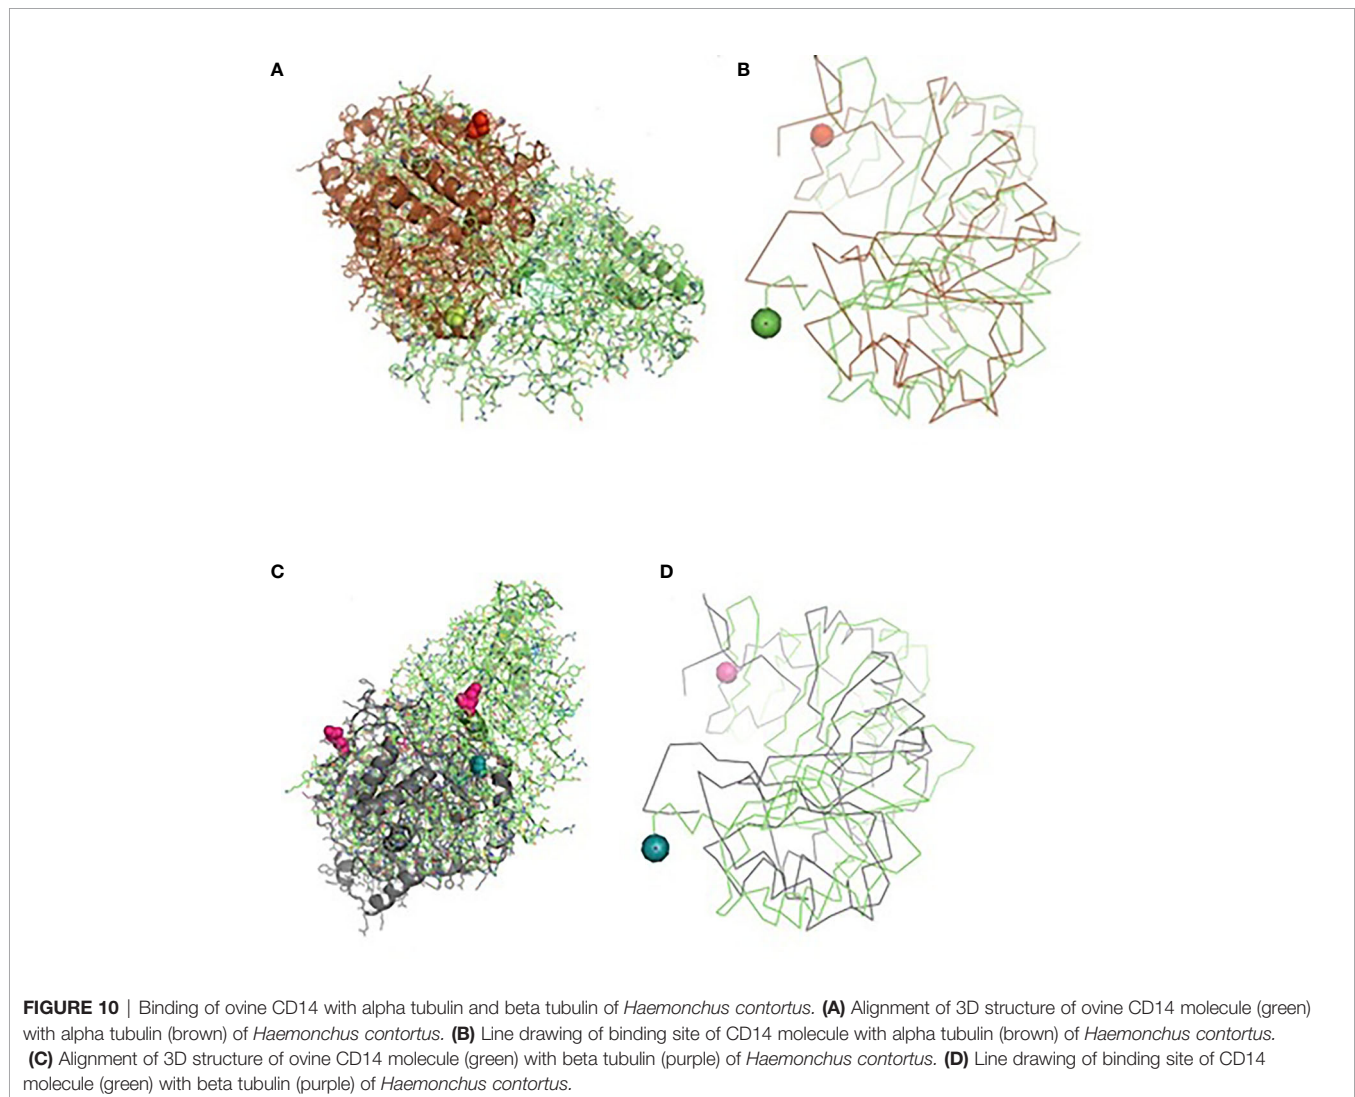 A
B
C
D
FIGURE 10 | Binding of ovine CD14 with alpha tubulin and beta tubulin of Haemonchus contortus. (A) Alignment of 3D structure of ovine CD14 molecule (green)
with alpha tubulin (brown) of Haemonchus contortus. (B) Line drawing of binding site of CD14 molecule with alpha tubulin (brown) of Haemonchus contortus.
(C) Alignment of 3D structure of ovine CD14 molecule (green) with beta tubulin (purple) of Haemonchus contortus. (D) Line drawing of binding site of CD14
molecule (green) with beta tubulin (purple) of Haemonchus contortus.